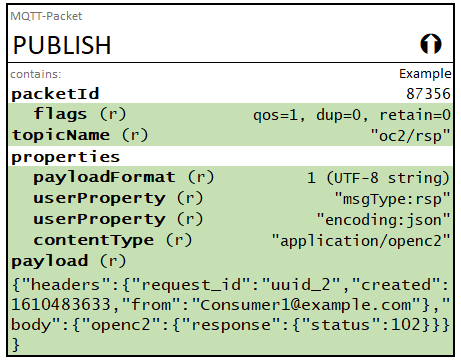 MQTT-Packet
PUBLISH
contains: Example
packetId 87356
flags (r) qos=1, dup=0, retain=0
topicName (r) "oc2/rsp"
properties
payloadFormat (r) 1 (UTF-8 string)
userProperty (r) "msgType:rsp"
userProperty (r) "encoding:json"
contentType (r) "application/openc2"
payload (r)
{"headers":{"request_id":"uuid_2","created":
1610483633,"from":"Consumer1@example.com"},"
body":{"openc2":{"response":{"status":102}}}
}